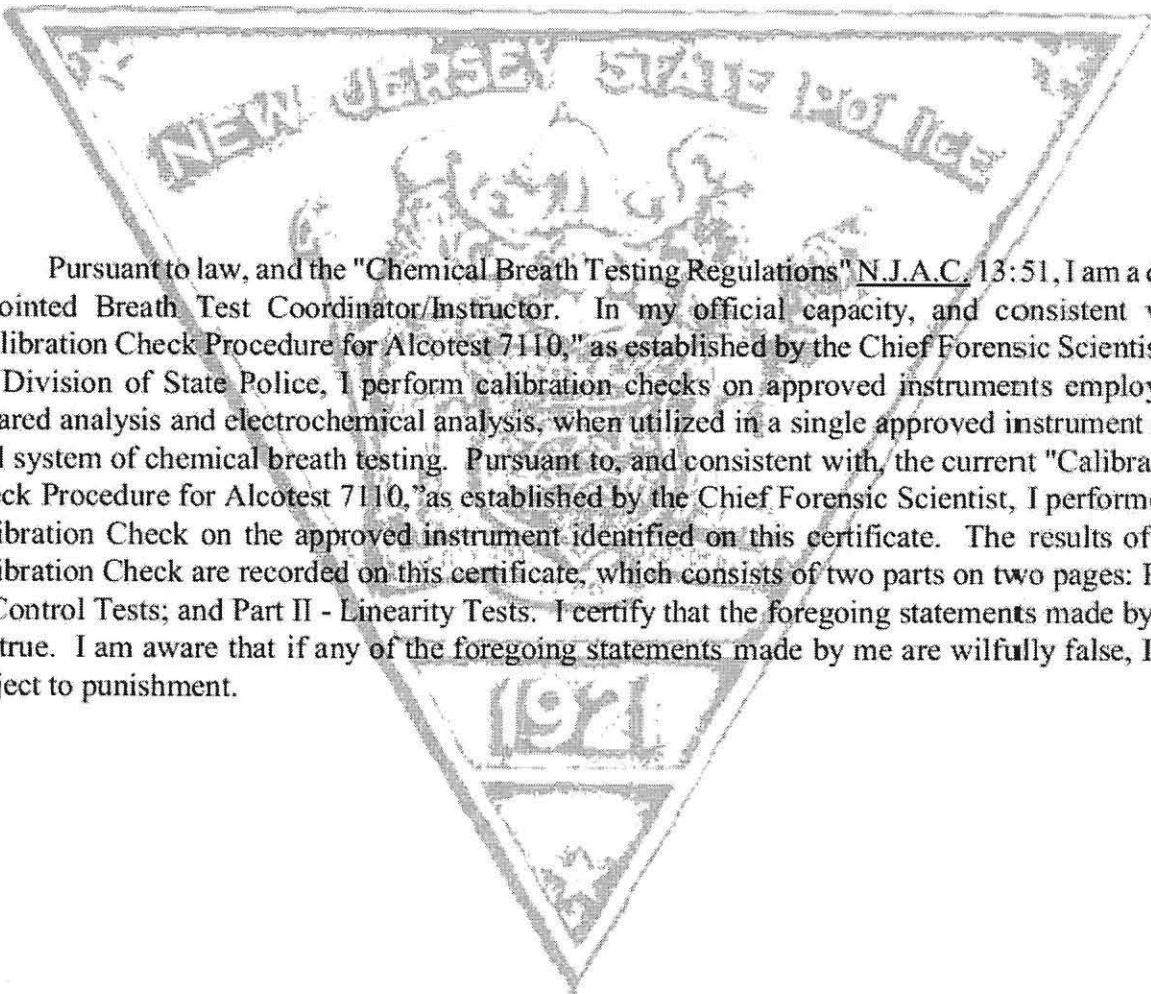 NEW JERSEY STATE POLICE
Pursuant to law, and the "Chemical Breath Testing Regulations" N.J.A.C. 13:51, I am a
ointed Breath Test Coordinator/Instructor. In my official capacity, and consistent
libration Check Procedure for Alcotest 7110," as established by the Chief Forensic Scientis
Division of State Police, I perform calibration checks on approved instruments employ
ared analysis and electrochemical analysis, when utilized in a single approved instrument
l system of chemical breath testing. Pursuant to, and consistent with, the current "Calibra
ck Procedure for Alcotest 7110,"as established by the Chief Forensic Scientist, I perform
ibration Check on the approved instrument identified on this certificate. The results of
ibration Check are recorded on this certificate, which consists of two parts on two pages:
Control Tests; and Part II - Linearity Tests. I certify that the foregoing statements made by
true. I am aware that if any of the foregoing statements made by me are wilfully false, I
ject to punishment.
1921